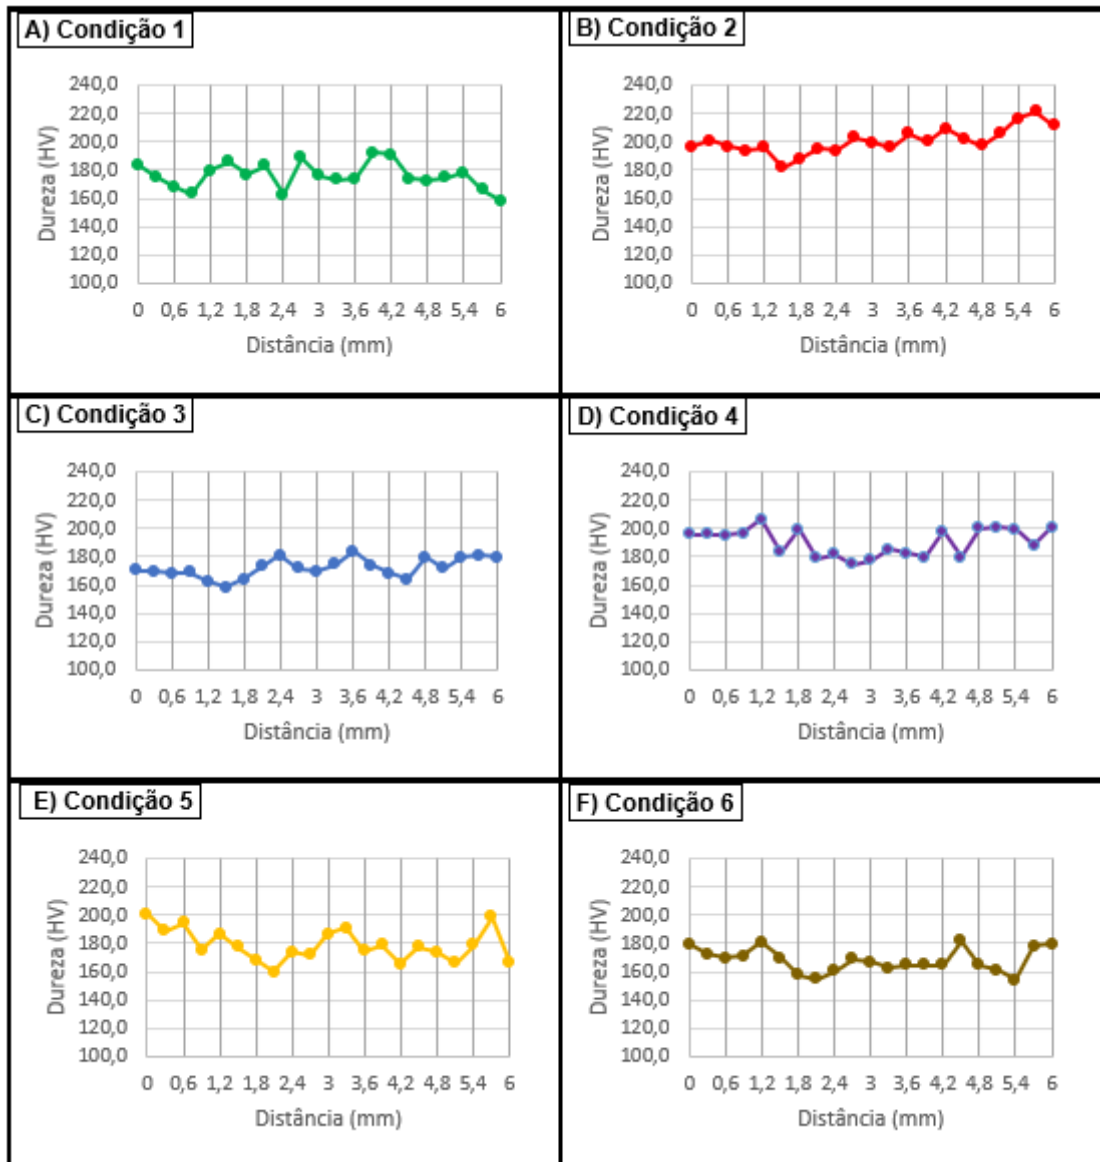 A) Condição 1
240,0
220,0
200,0
180,0
160,0
140,0
120,0
100,0
Dureza (HV)
0 0,6 1,2 1,8 2,4 3 3,6 4,2 4,8 5,4 6
Distância (mm)
B) Condição 2
240,0
220,0
200,0
180,0
160,0
140,0
120,0
100,0
Dureza (HV)
0 0,6 1,2 1,8 2,4 3 3,6 4,2 4,8 5,4 6
Distância (mm)
C) Condição 3
240,0
220,0
200,0
180,0
160,0
140,0
120,0
100,0
Dureza (HV)
0 0,6 1,2 1,8 2,4 3 3,6 4,2 4,8 5,4 6
Distância (mm)
D) Condição 4
240,0
220,0
200,0
180,0
160,0
140,0
120,0
100,0
Dureza (HV)
0 0,6 1,2 1,8 2,4 3 3,6 4,2 4,8 5,4 6
Distância (mm)
E) Condição 5
240,0
220,0
200,0
180,0
160,0
140,0
120,0
100,0
Dureza (HV)
0 0,6 1,2 1,8 2,4 3 3,6 4,2 4,8 5,4 6
Distância (mm)
F) Condição 6
240,0
220,0
200,0
180,0
160,0
140,0
120,0
100,0
Dureza (HV)
0 0,6 1,2 1,8 2,4 3 3,6 4,2 4,8 5,4 6
Distância (mm)